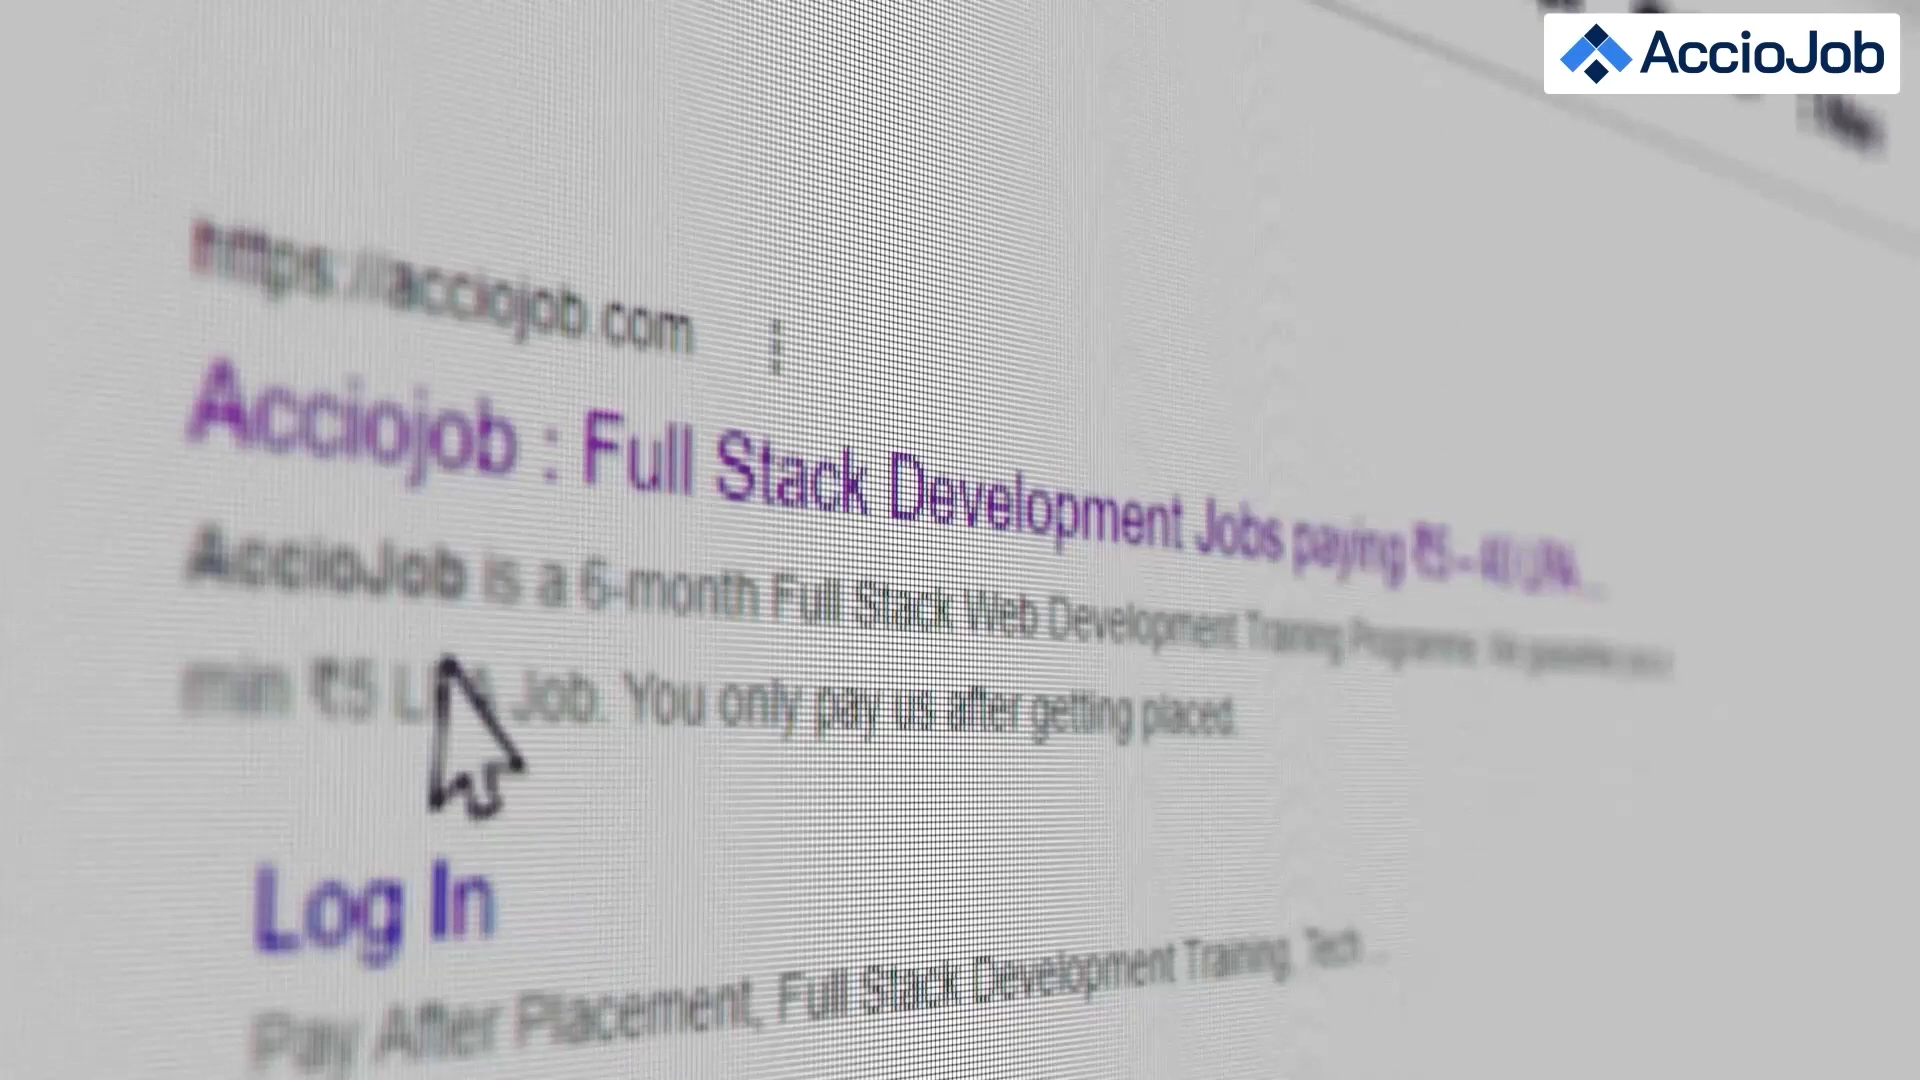 AccioJob
https://acciojob.com
Acciojob : Full Stack Development Jobs paying ₹5 - 40 LPA...
AccioJob is a 6-month Full Stack Web Development Training Programme. We guarantee
min ₹5 Job. You only pay us after getting placed.
Log In
Pay After Placement, Full Stack Development Training, Tech ...